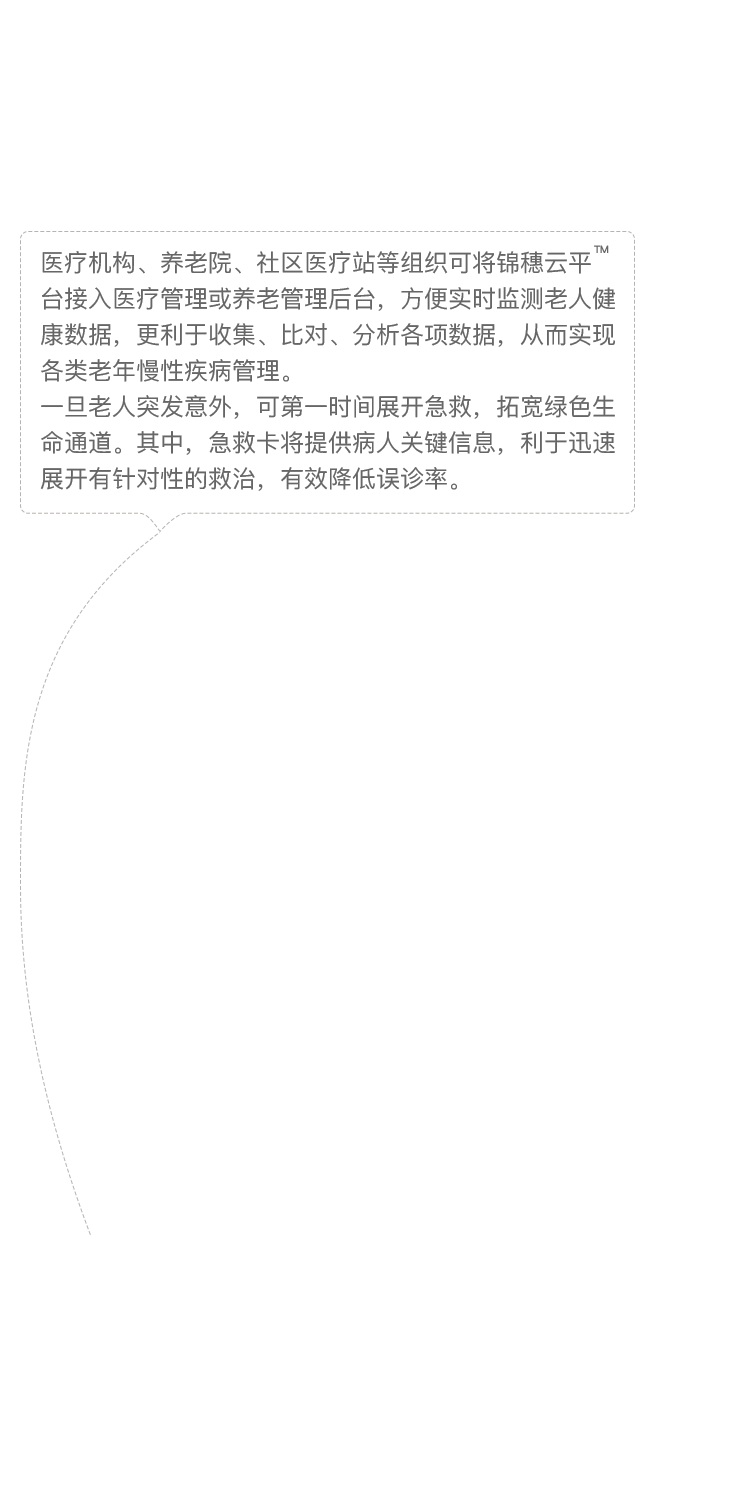 医疗机构、养老院、社区医疗站等组织可将锦穗云平™
台接入医疗管理或养老管理后台，方便实时监测老人健
康数据，更利于收集、比对、分析各项数据，从而实现
各类老年慢性疾病管理。
一旦老人突发意外，可第一时间展开急救，拓宽绿色生
命通道。其中，急救卡将提供病人关键信息，利于迅速
展开有针对性的救治，有效降低误诊率。